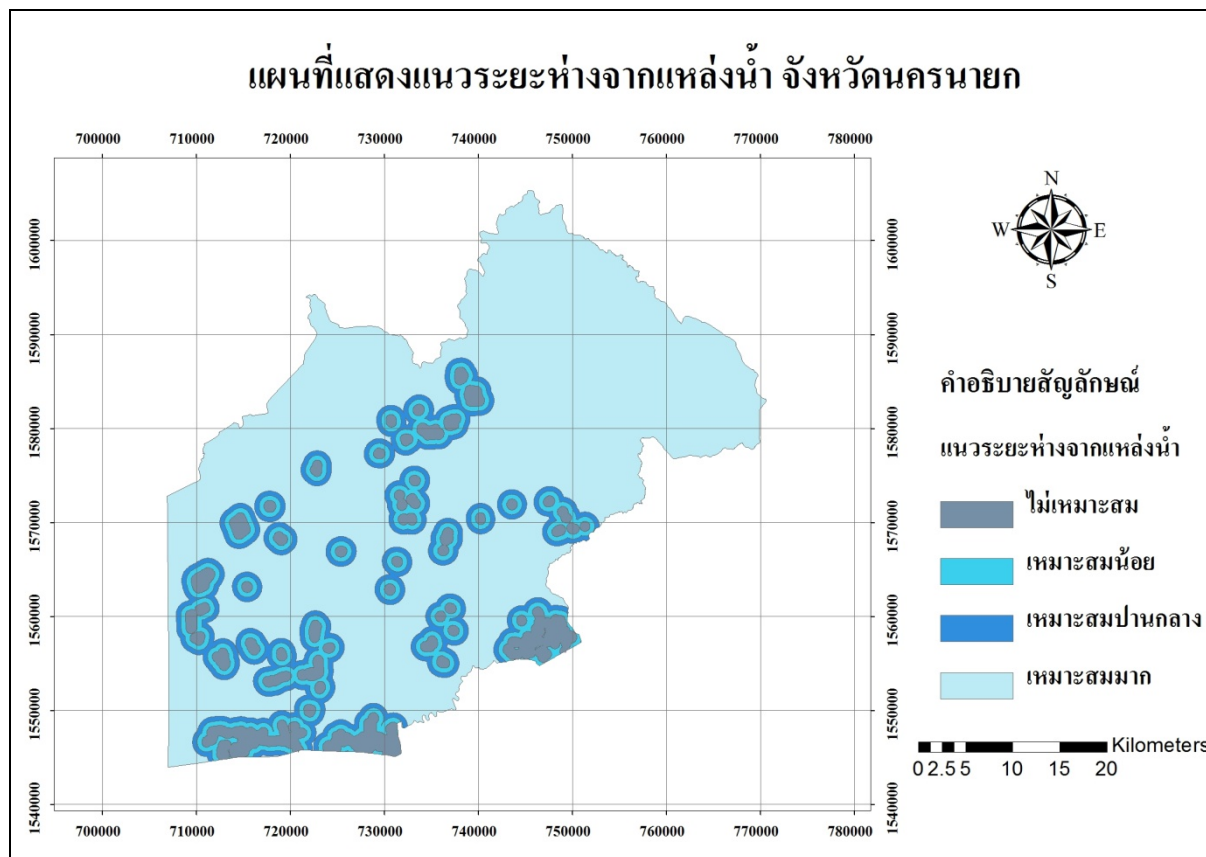 แผนที่แสดงแนวระยะห่างจากแหล่งน้ำ จังหวัดนครนายก
700000 710000 720000 730000 740000 750000 760000 770000 780000
N
W E
S
1600000 1600000
1590000 1590000
คำอธิบายสัญลักษณ์
1580000 1580000
แนวระยะห่างจากแหล่งน้ำ
ไม่เหมาะสม
1570000 1570000
เหมาะสมน้อย
1560000 1560000
เหมาะสมปานกลาง
เหมาะสมมาก
1550000 1550000
Kilometers
0 2.5 5 10 15 20
1540000 1540000
700000 710000 720000 730000 740000 750000 760000 770000 780000